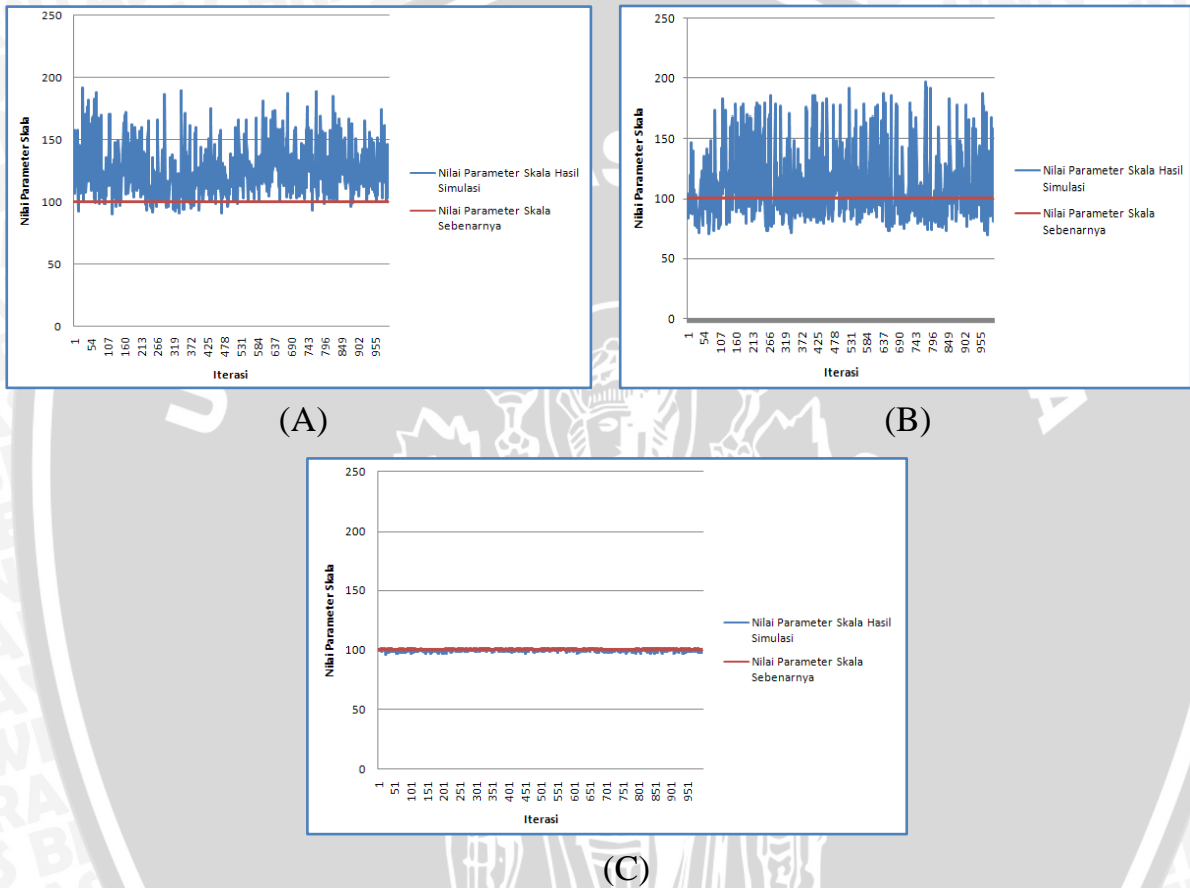 250
200
150
100
50
0
Nilai Parameter Skala
1 54 107 160 213 266 319 372 425 478 531 584 637 690 743 796 849 902 955
Iterasi
Nilai Parameter Skala Hasil
Simulasi
Nilai Parameter Skala
Sebenarnya
(A)
250
200
150
100
50
0
Nilai Parameter Skala
1 54 107 160 213 266 319 372 425 478 531 584 637 690 743 796 849 902 955
Iterasi
Nilai Parameter Skala Hasil
Simulasi
Nilai Parameter Skala
Sebenarnya
(B)
250
200
150
100
50
0
Nilai Parameter Skala
1 51 101 151 201 251 301 351 401 451 501 551 601 651 701 751 801 851 901 951
Iterasi
Nilai Parameter Skala Hasil
Simulasi
Nilai Parameter Skala
Sebenarnya
(C)